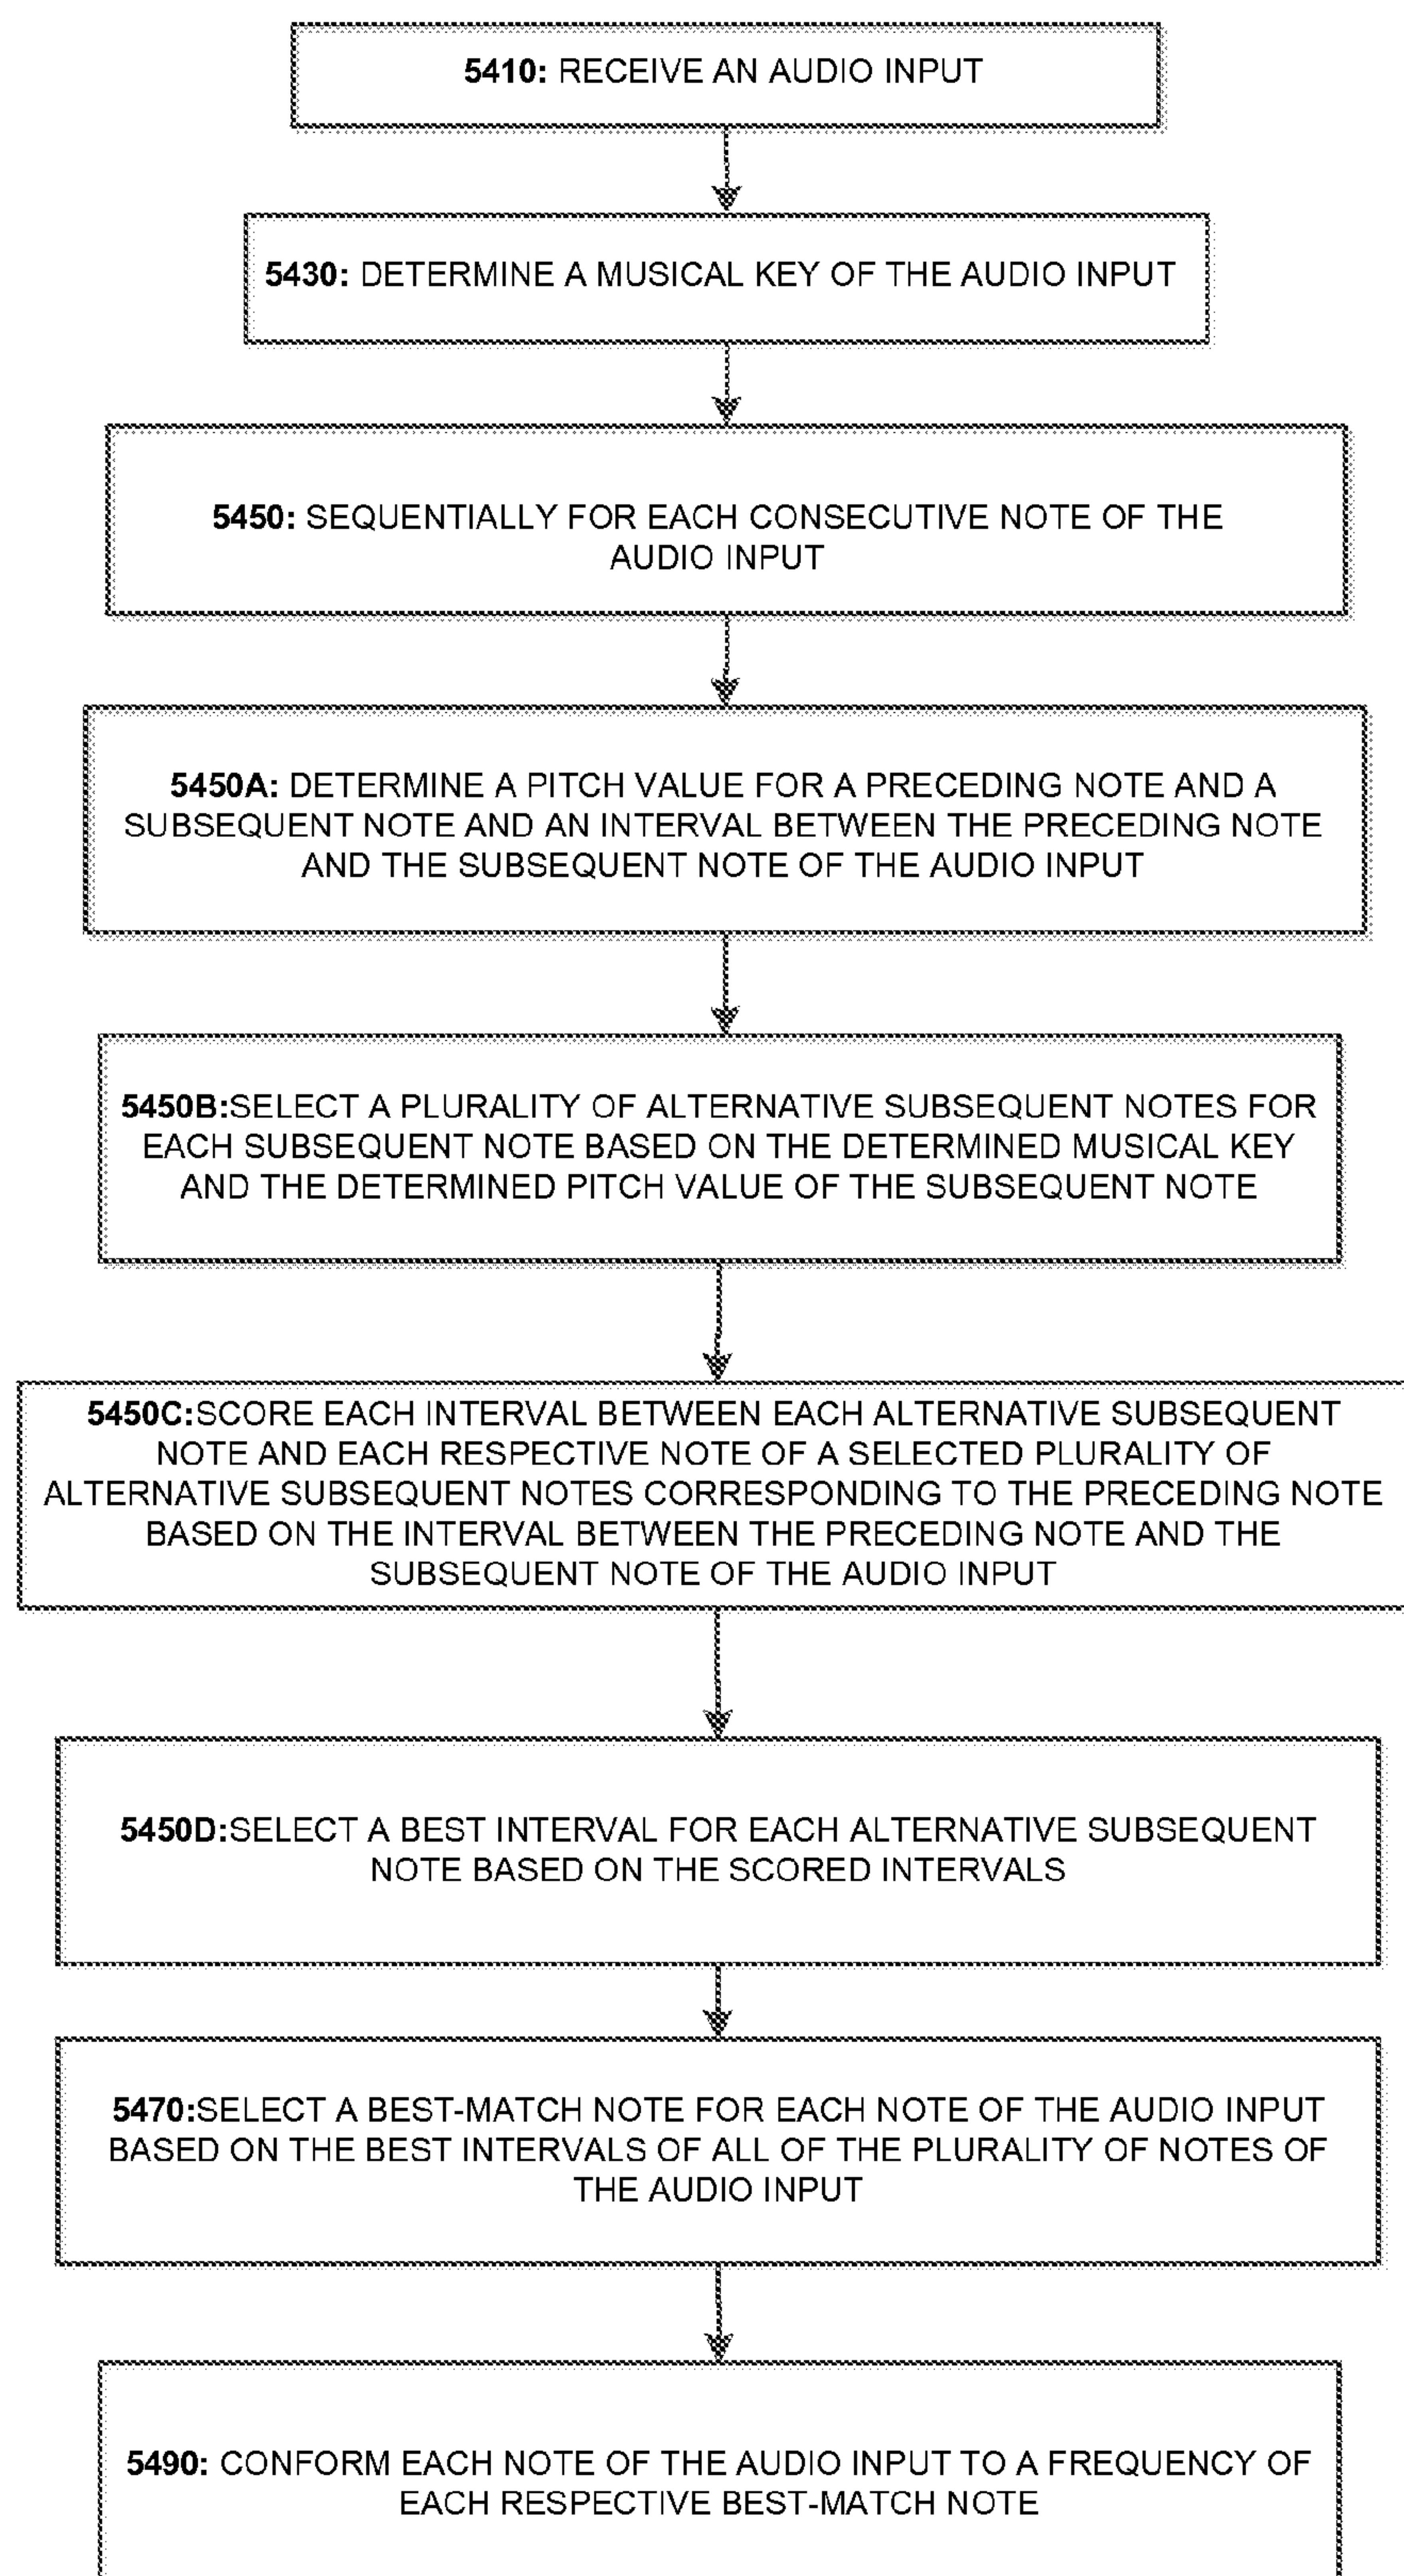 5410: RECEIVE AN AUDIO INPUT
5430: DETERMINE A MUSICAL KEY OF THE AUDIO INPUT
5450: SEQUENTIALLY FOR EACH CONSECUTIVE NOTE OF THE
AUDIO INPUT
5450A: DETERMINE A PITCH VALUE FOR A PRECEDING NOTE AND A
SUBSEQUENT NOTE AND AN INTERVAL BETWEEN THE PRECEDING NOTE
AND THE SUBSEQUENT NOTE OF THE AUDIO INPUT
5450B:SELECT A PLURALITY OF ALTERNATIVE SUBSEQUENT NOTES FOR
EACH SUBSEQUENT NOTE BASED ON THE DETERMINED MUSICAL KEY
AND THE DETERMINED PITCH VALUE OF THE SUBSEQUENT NOTE
5450C:SCORE EACH INTERVAL BETWEEN EACH ALTERNATIVE SUBSEQUENT
NOTE AND EACH RESPECTIVE NOTE OF A SELECTED PLURALITY OF
ALTERNATIVE SUBSEQUENT NOTES CORRESPONDING TO THE PRECEDING NOTE
BASED ON THE INTERVAL BETWEEN THE PRECEDING NOTE AND THE
SUBSEQUENT NOTE OF THE AUDIO INPUT
5450D:SELECT A BEST INTERVAL FOR EACH ALTERNATIVE SUBSEQUENT
NOTE BASED ON THE SCORED INTERVALS
5470:SELECT A BEST-MATCH NOTE FOR EACH NOTE OF THE AUDIO INPUT
BASED ON THE BEST INTERVALS OF ALL OF THE PLURALITY OF NOTES OF
THE AUDIO INPUT
5490: CONFORM EACH NOTE OF THE AUDIO INPUT TO A FREQUENCY OF
EACH RESPECTIVE BEST-MATCH NOTE